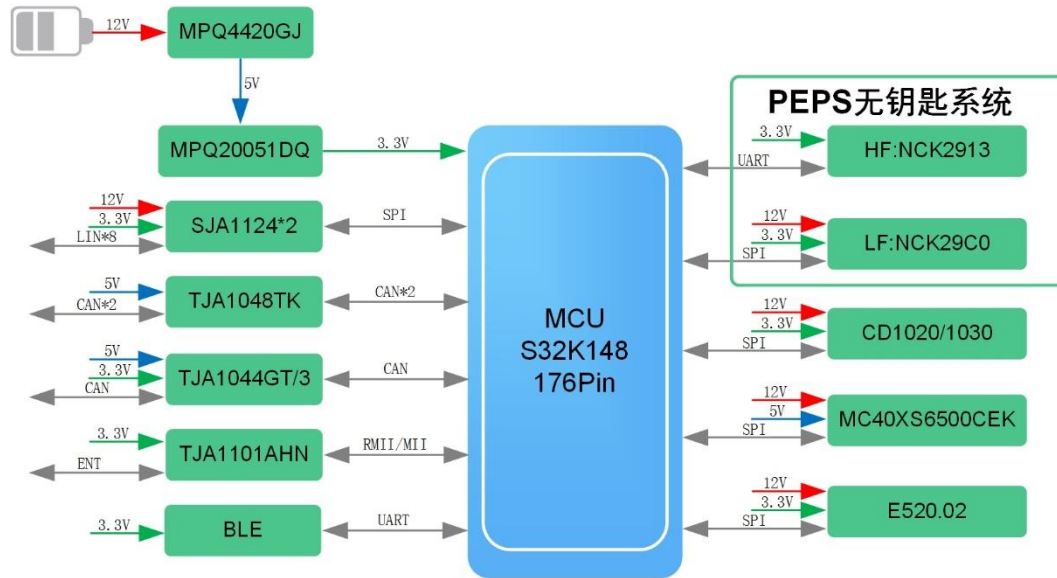 12V
MPQ4420GJ
5V
MPQ20051DQ
3.3V
12V
3.3V
LIN*8
SJA1124*2
SPI
5V
CAN*2
TJA1048TK
CAN*2
5V
3.3V
CAN
TJA1044GT/3
CAN
3.3V
ENT
TJA1101AHN
RMII/MII
3.3V
BLE
UART
MCU
S32K148
176Pin
PEPS无钥匙系统
3.3V
UART
HF:NCK2913
12V
3.3V
SPI
LF:NCK29C0
12V
3.3V
SPI
CD1020/1030
12V
5V
SPI
MC40XS6500CEK
12V
3.3V
SPI
E520.02